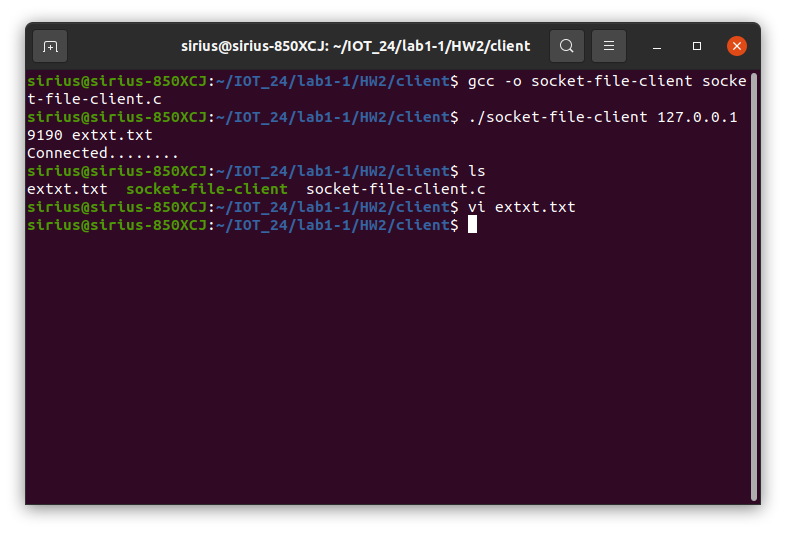 sirius@sirius-850XCJ: ~/IOT_24/lab1-1/HW2/client
sirius@sirius-850XCJ:~/IOT_24/lab1-1/HW2/client$ gcc -o socket-file-client socke
t-file-client.c
sirius@sirius-850XCJ:~/IOT_24/lab1-1/HW2/client$ ./socket-file-client 127.0.0.1
9190 extxt.txt
Connected........
sirius@sirius-850XCJ:~/IOT_24/lab1-1/HW2/client$ ls
extxt.txt  socket-file-client  socket-file-client.c
sirius@sirius-850XCJ:~/IOT_24/lab1-1/HW2/client$ vi extxt.txt
sirius@sirius-850XCJ:~/IOT_24/lab1-1/HW2/client$